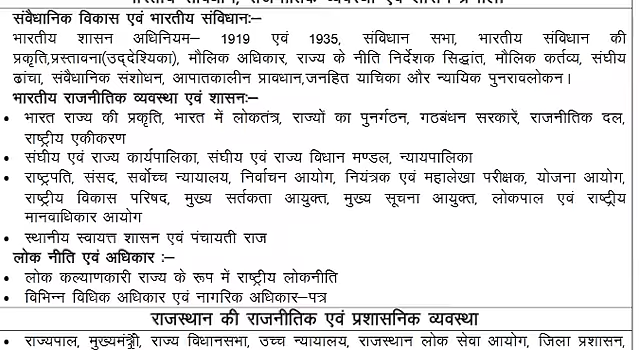 संवैधानिक विकास एवं भारतीय संविधानः–
भारतीय शासन अधिनियम– 1919 एवं 1935, संविधान सभा, भारतीय संविधान की
प्रकृति,प्रस्तावना(उद्देश्यिका), मौलिक अधिकार, राज्य के नीति निर्देशक सिद्धांत, मौलिक कर्तव्य, संघीय
ढांचा, संवैधानिक संशोधन, आपातकालीन प्रावधान,जनहित याचिका और न्यायिक पुनरावलोकन।
भारतीय राजनीतिक व्यवस्था एवं शासनः–
• भारत राज्य की प्रकृति, भारत में लोकतंत्र, राज्यों का पुनर्गठन, गठबंधन सरकारें, राजनीतिक दल,
राष्ट्रीय एकीकरण
• संघीय एवं राज्य कार्यपालिका, संघीय एवं राज्य विधान मण्डल, न्यायपालिका
• राष्ट्रपति, संसद, सर्वोच्च न्यायालय, निर्वाचन आयोग, नियंत्रक एवं महालेखा परीक्षक, योजना आयोग,
राष्ट्रीय विकास परिषद, मुख्य सर्तकता आयुक्त, मुख्य सूचना आयुक्त, लोकपाल एवं राष्ट्रीय
मानवाधिकार आयोग
• स्थानीय स्वायत्त शासन एवं पंचायती राज
लोक नीति एवं अधिकार :–
• लोक कल्याणकारी राज्य के रूप में राष्ट्रीय लोकनीति
• विभिन्न विधिक अधिकार एवं नागरिक अधिकार–पत्र
राजस्थान की राजनीतिक एवं प्रशासनिक व्यवस्था
• राज्यपाल, मुख्यमंत्री, राज्य विधानसभा, उच्च न्यायालय, राजस्थान लोक सेवा आयोग, जिला प्रशासन,